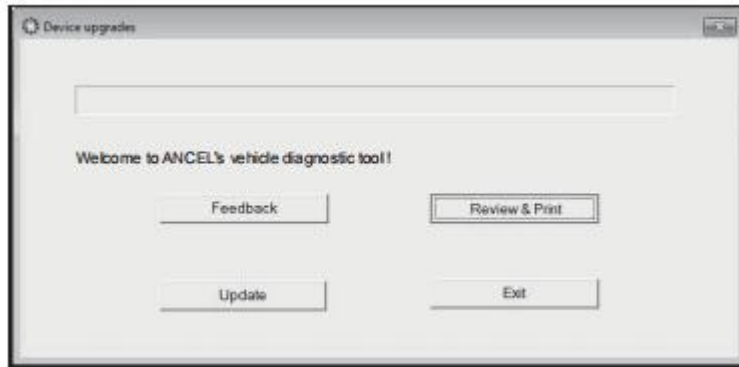 Device upgrades
Welcome to ANCEL's vehicle diagnostic tool !
Feedback
Review & Print
Update
Exit